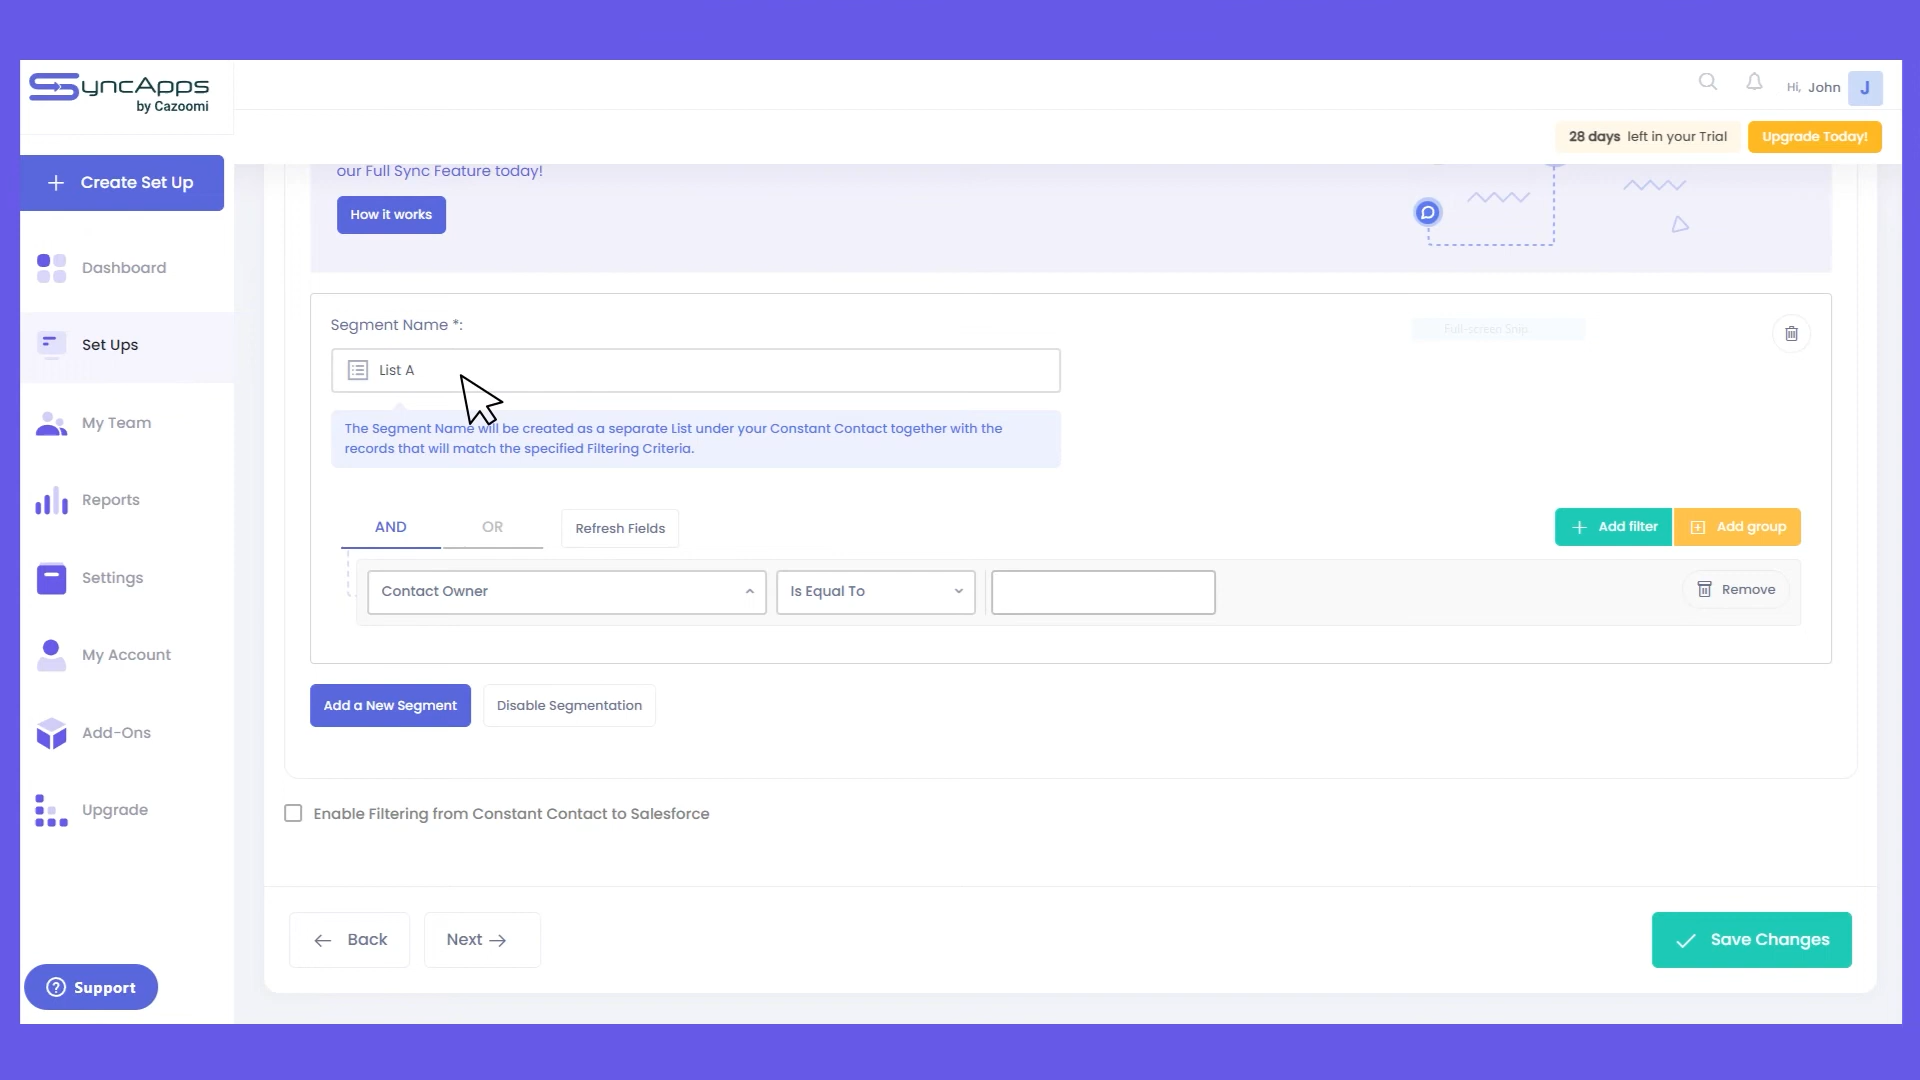 SyncApps
by Cazoomi
Hi, John
J
28 days left in your Trial
Upgrade Today!
Create Set Up
Dashboard
Set Ups
My Team
Reports
Settings
My Account
Add-Ons
Upgrade
Support
our Full Sync Feature today!
How it works
Segment Name *:
Full-screen Snip
List A
The Segment Name will be created as a separate List under your Constant Contact together with the
records that will match the specified Filtering Criteria.
AND
OR
Refresh Fields
Add filter
Add group
Contact Owner
Is Equal To
Remove
Add a New Segment
Disable Segmentation
Enable Filtering from Constant Contact to Salesforce
Back
Next
Save Changes